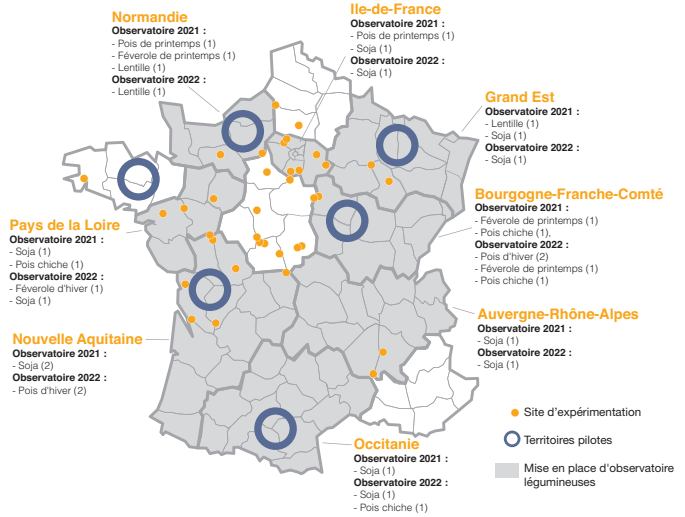 Normandie
Observatoire 2021 :
- Pois de printemps (1)
- Féverole de printemps (1)
- Lentille (1)
Observatoire 2022 :
- Lentille (1)
Ile-de-France
Observatoire 2021 :
- Pois de printemps (1)
- Soja (1)
Observatoire 2022 :
- Soja (1)
Grand Est
Observatoire 2021 :
- Lentille (1)
- Soja (1)
Observatoire 2022 :
- Soja (1)
Bourgogne-Franche-Comté
Observatoire 2021 :
- Féverole de printemps (1)
- Pois chiche (1),
Observatoire 2022 :
- Pois d'hiver (2)
- Féverole de printemps (1)
- Pois chiche (1)
Pays de la Loire
Observatoire 2021 :
- Soja (1)
- Pois chiche (1)
Observatoire 2022 :
- Féverole d'hiver (1)
- Soja (1)
Auvergne-Rhône-Alpes
Observatoire 2021 :
- Soja (1)
Observatoire 2022 :
- Soja (1)
Nouvelle Aquitaine
Observatoire 2021 :
- Soja (2)
Observatoire 2022 :
- Pois d'hiver (2)
Occitanie
Observatoire 2021 :
- Soja (1)
Observatoire 2022 :
- Soja (1)
- Pois chiche (1)
Site d'expérimentation
Territoires pilotes
Mise en place d'observatoire
légumineuses